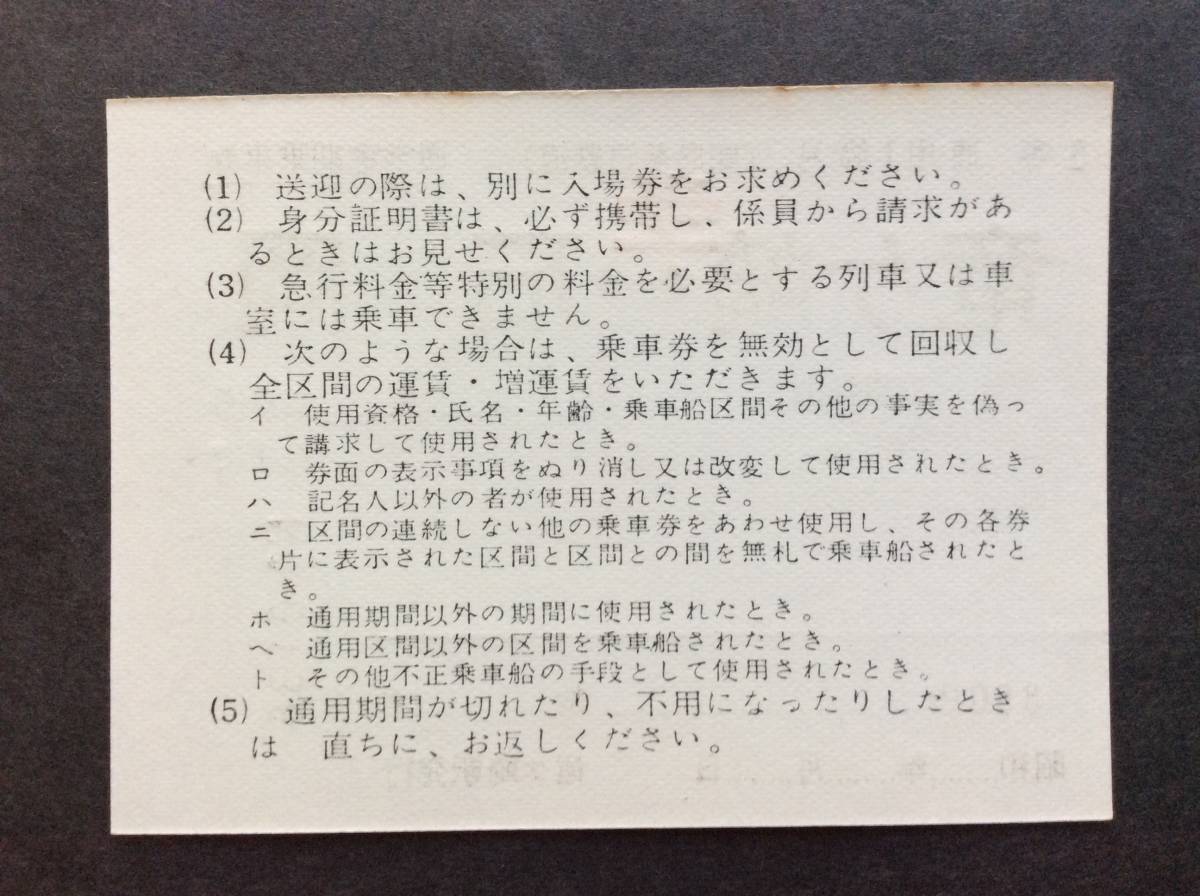 (1) 送迎の際は、別に入場券をお求めください。
(2) 身分証明書は、必ず携帯し、係員から請求があ
るときはお見せください。
(3) 急行料金等特別の料金を必要とする列車又は車
室には乗車できません。
(4) 次のような場合は、乗車券を無効として回収し
全区間の運賃・増運賃をいただきます。
イ 使用資格・氏名・年齢・乗車船区間その他の事実を偽っ
て講求して使用されたとき。
ロ 券面の表示事項をぬり消し又は改変して使用されたとき。
ハ 記名人以外の者が使用されたとき。
ニ 区間の連続しない他の乗車券をあわせ使用し、その各券
片に表示された区間と区間との間を無札で乗車船されたと
き。
ホ 通用期間以外の期間に使用されたとき。
ヘ 通用区間以外の区間を乗車船されたとき。
ト その他不正乗車船の手段として使用されたとき。
(5) 通用期間が切れたり、不用になったりしたとき
は 直ちに、お返しください。